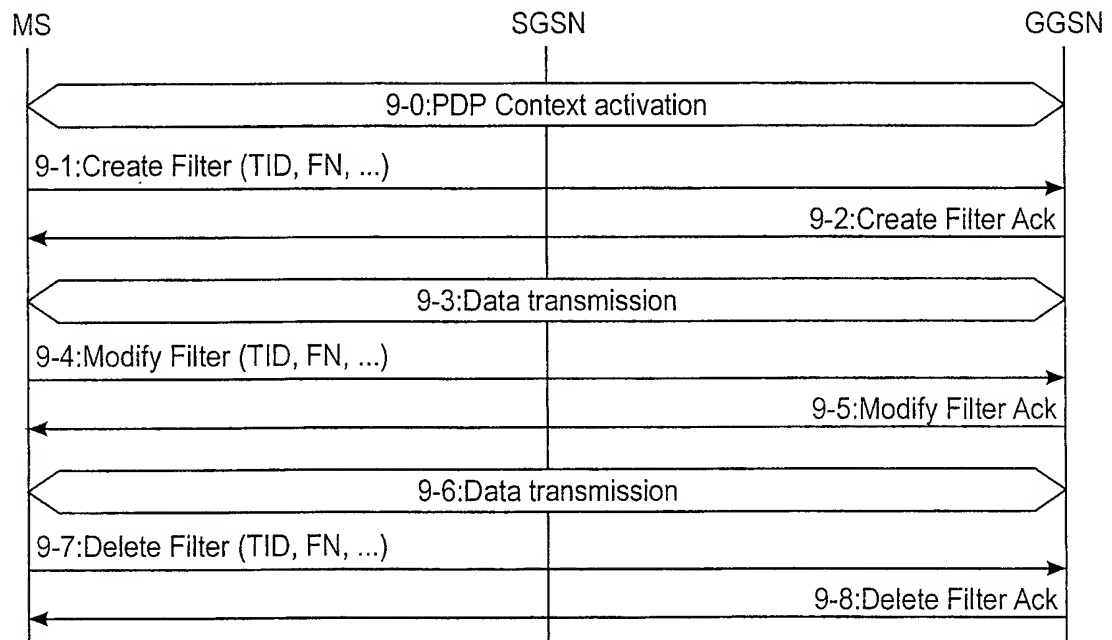 MS SGSN GGSN
9-0:PDP Context activation
9-1:Create Filter (TID, FN, ...)
9-2:Create Filter Ack
9-3:Data transmission
9-4:Modify Filter (TID, FN, ...)
9-5:Modify Filter Ack
9-6:Data transmission
9-7:Delete Filter (TID, FN, ...)
9-8:Delete Filter Ack